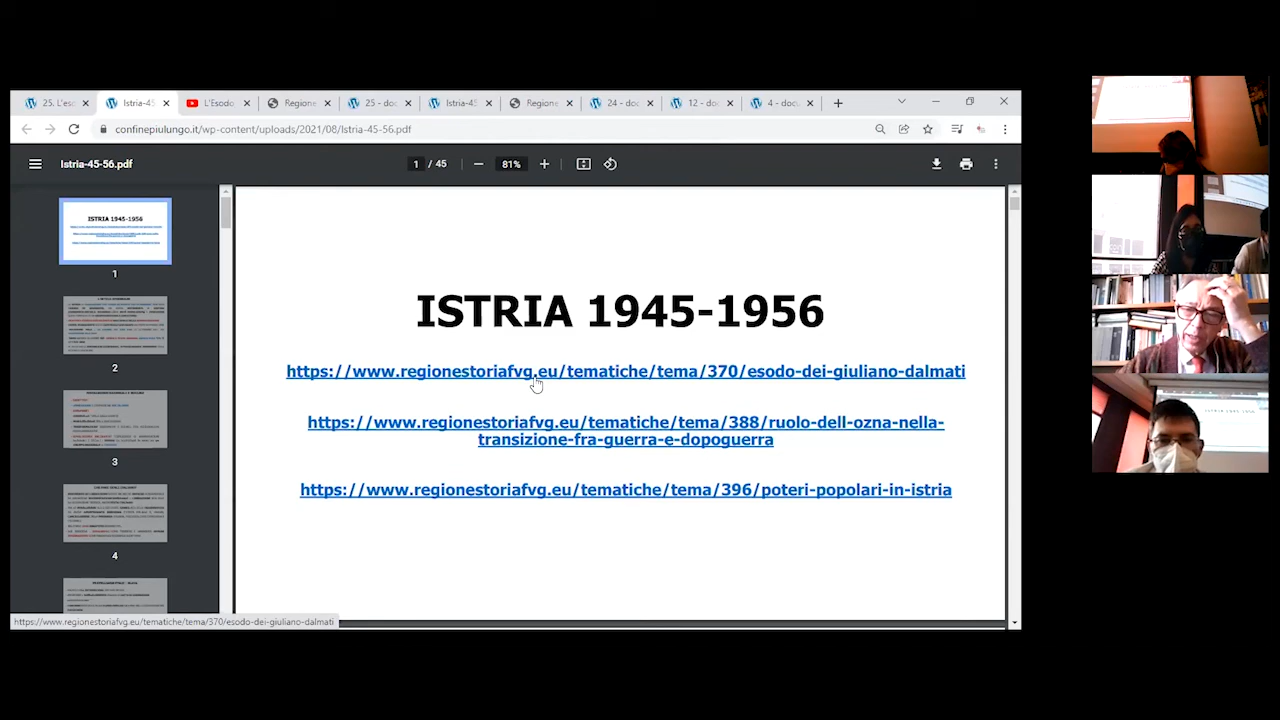 25. L'eso
Istria-45
L'Esodo
Regione
25 - doc
Istria-45
Regione
24 - doc
12 - doc
4 - docu
confinepiulungo.it/wp-content/uploads/2021/08/Istria-45-56.pdf
Istria-45-56.pdf
1 / 45
81%
ISTRIA 1945-1956
1
2
3
4
ISTRIA 1945-1956
https://www.regionestoriafvg.eu/tematiche/tema/370/esodo-dei-giuliano-dalmati
https://www.regionestoriafvg.eu/tematiche/tema/388/ruolo-dell-ozna-nella-
transizione-fra-guerra-e-dopoguerra
https://www.regionestoriafvg.eu/tematiche/tema/396/poteri-popolari-in-istria
https://www.regionestoriafvg.eu/tematiche/tema/370/esodo-dei-giuliano-dalmati